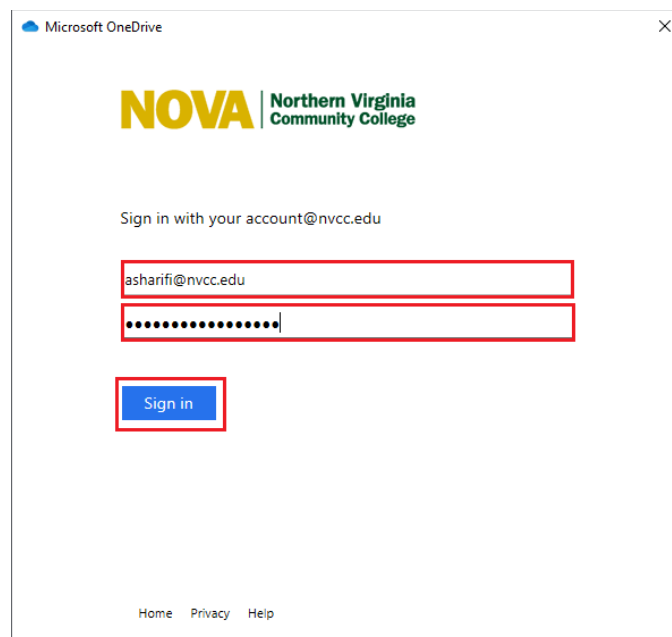 Microsoft OneDrive
NOVA
Northern Virginia
Community College
Sign in with your account@nvcc.edu
asharifi@nvcc.edu
•••••••••••••••••
Sign in
Home Privacy Help